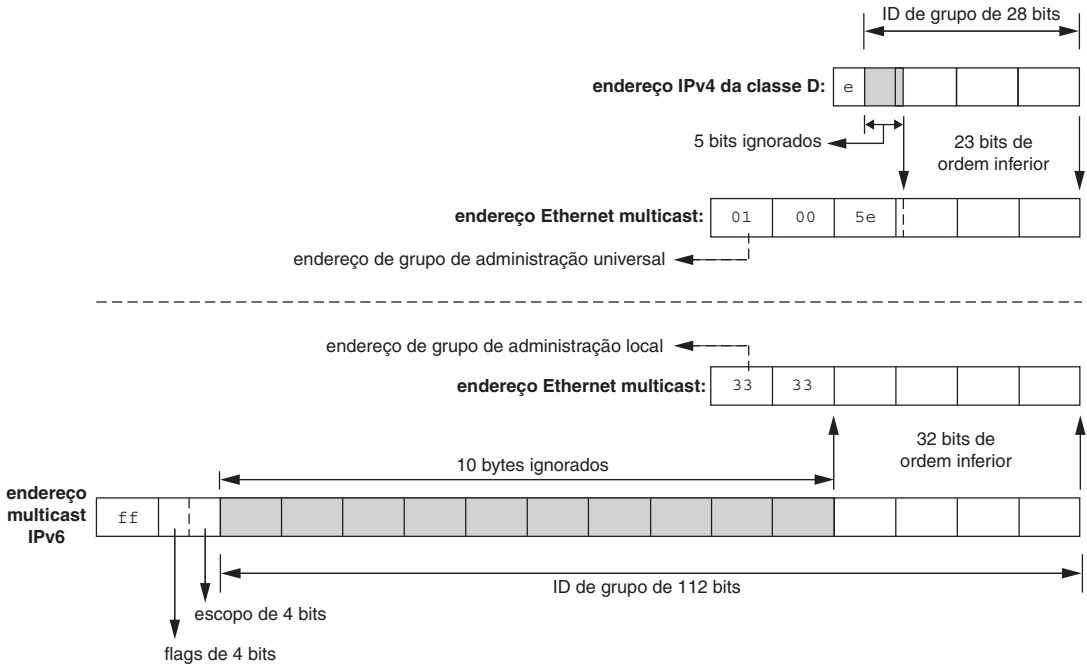 ID de grupo de 28 bits
endereço IPv4 da classe D:
e
5 bits ignorados
23 bits de
ordem inferior
endereço Ethernet multicast:
01 00 5e
endereço de grupo de administração universal
endereço de grupo de administração local
endereço Ethernet multicast:
33 33
32 bits de
ordem inferior
10 bytes ignorados
endereço
multicast
IPv6
ff
ID de grupo de 112 bits
escopo de 4 bits
flags de 4 bits